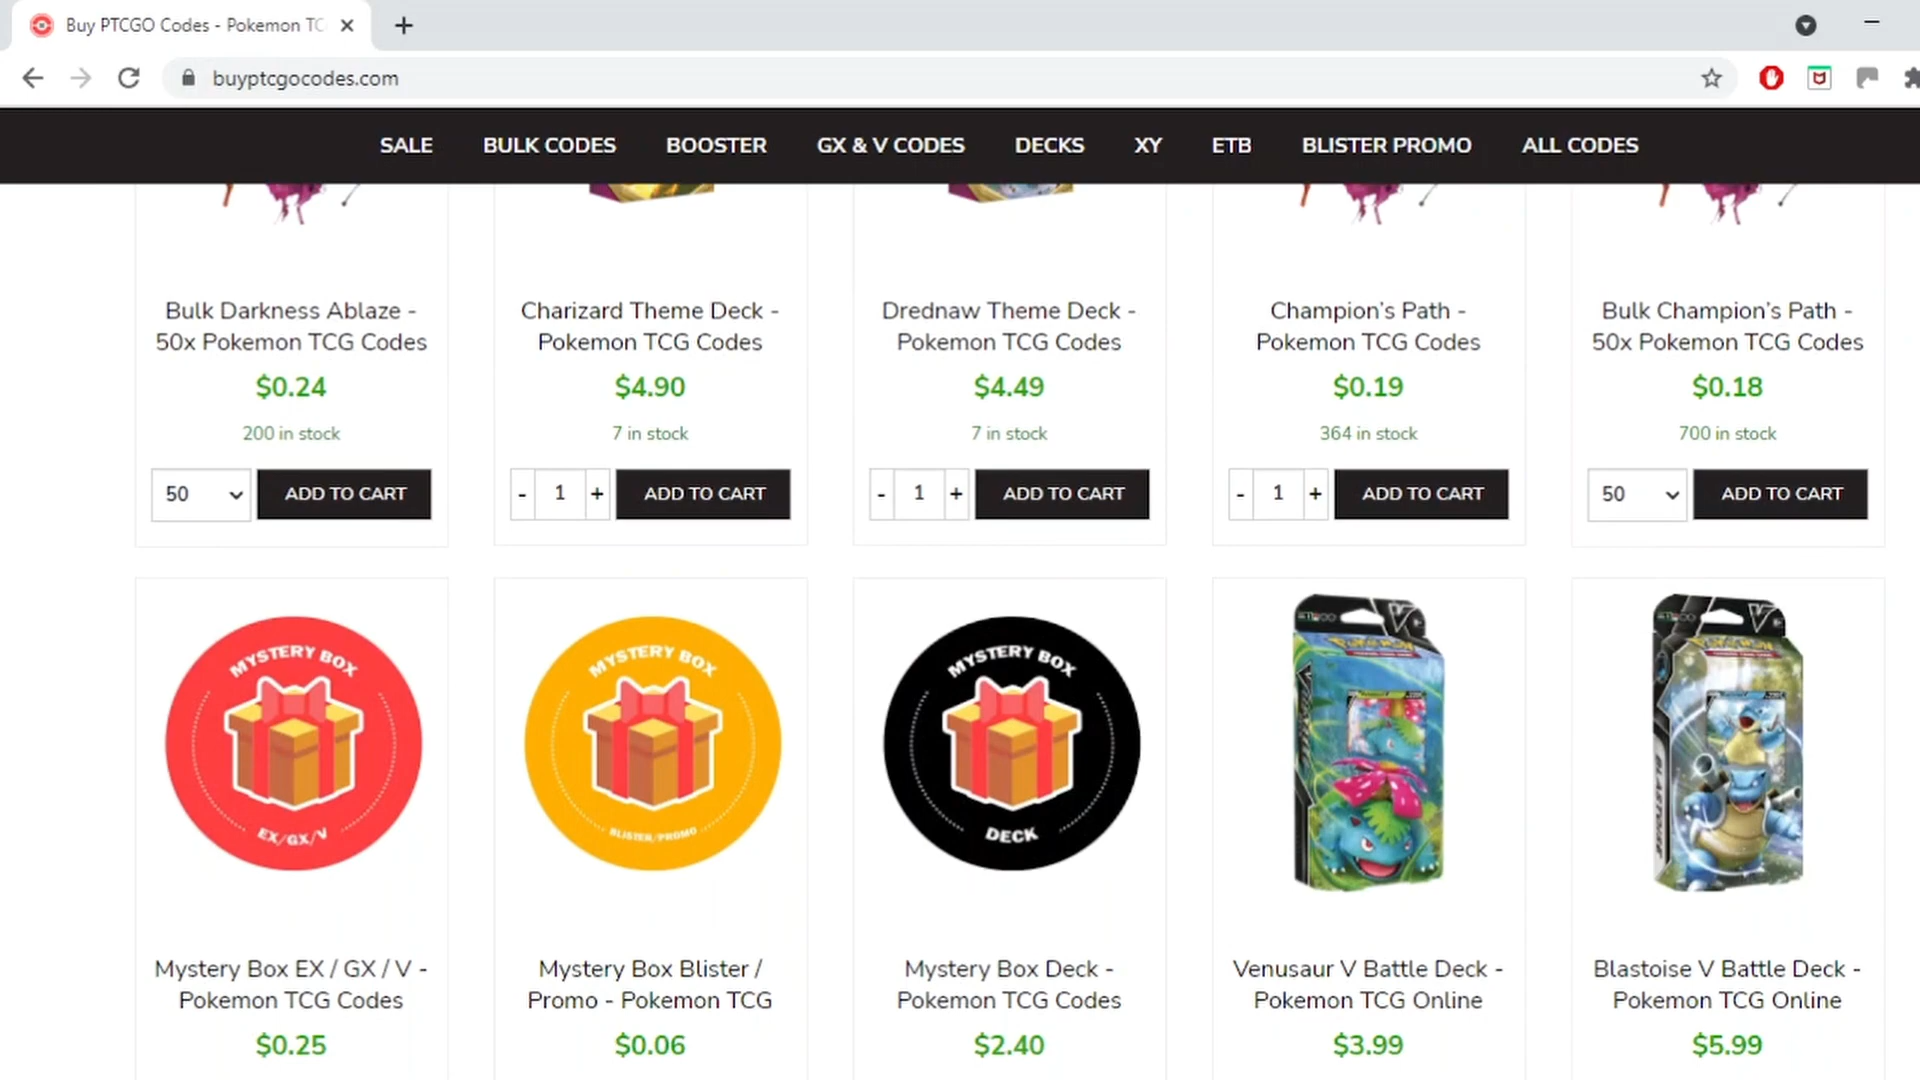 Buy PTCGO Codes - Pokemon TC
buyptcgocodes.com
SALE BULK CODES BOOSTER GX & V CODES DECKS XY ETB BLISTER PROMO ALL CODES
Bulk Darkness Ablaze -
50x Pokemon TCG Codes
$0.24
200 in stock
50 ADD TO CART
Charizard Theme Deck -
Pokemon TCG Codes
$4.90
7 in stock
- 1 + ADD TO CART
Drednaw Theme Deck -
Pokemon TCG Codes
$4.49
7 in stock
- 1 + ADD TO CART
Champion’s Path -
Pokemon TCG Codes
$0.19
364 in stock
- 1 + ADD TO CART
Bulk Champion’s Path -
50x Pokemon TCG Codes
$0.18
700 in stock
50 ADD TO CART
MYSTERY BOX
EX/GX/V
Mystery Box EX / GX / V -
Pokemon TCG Codes
$0.25
MYSTERY BOX
BLISTER/PROMO
Mystery Box Blister /
Promo - Pokemon TCG
$0.06
MYSTERY BOX
DECK
Mystery Box Deck -
Pokemon TCG Codes
$2.40
POKEMON
Venusaur V Battle Deck -
Pokemon TCG Online
$3.99
POKEMON
BLASTOISE
Blastoise V Battle Deck -
Pokemon TCG Online
$5.99